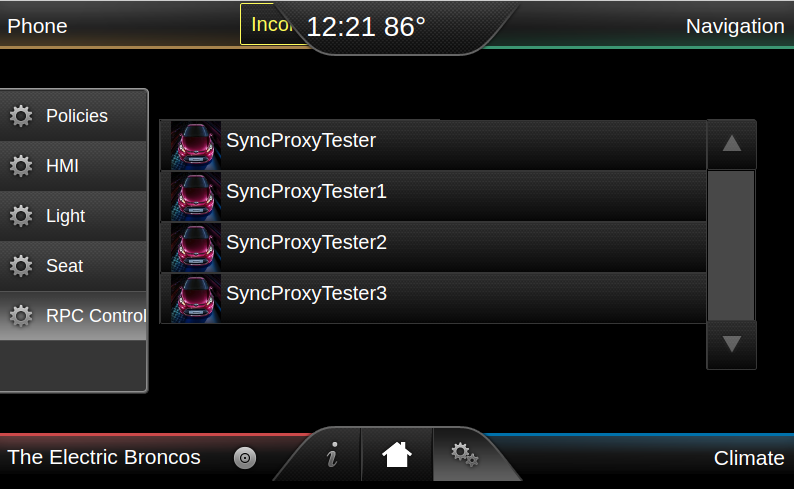 Phone
12:21 86°
Navigation
Policies
HMI
Light
Seat
RPC Control
SyncProxyTester
SyncProxyTester1
SyncProxyTester2
SyncProxyTester3
The Electric Broncos
i
Climate